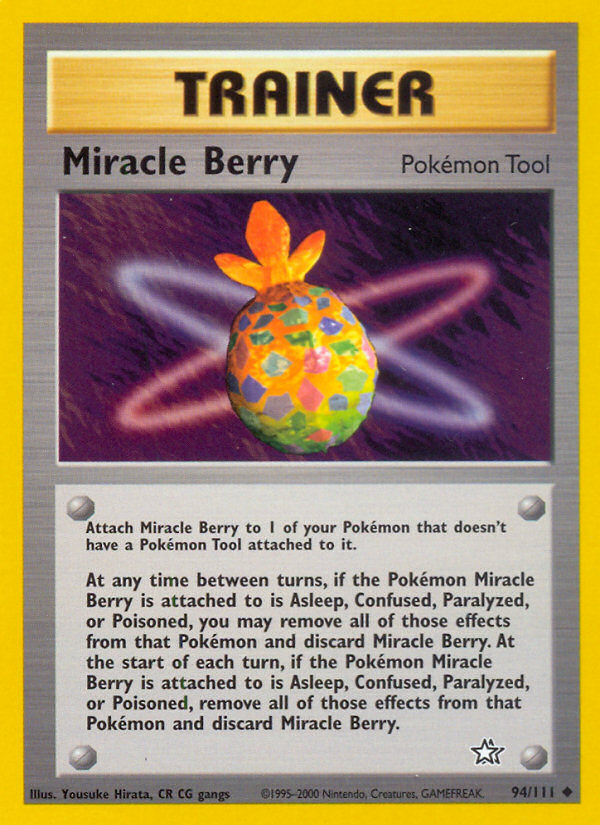 TRAINER
Miracle Berry Pokémon Tool
Attach Miracle Berry to 1 of your Pokémon that doesn't
have a Pokémon Tool attached to it.
At any time between turns, if the Pokémon Miracle
Berry is attached to is Asleep, Confused, Paralyzed,
or Poisoned, you may remove all of those effects
from that Pokémon and discard Miracle Berry. At
the start of each turn, if the Pokémon Miracle
Berry is attached to is Asleep, Confused, Paralyzed,
or Poisoned, remove all of those effects from that
Pokémon and discard Miracle Berry.
Illus. Yousuke Hirata, CR CG gangs ©1995–2000 Nintendo, Creatures, GAMEFREAK. 94/111 ◆